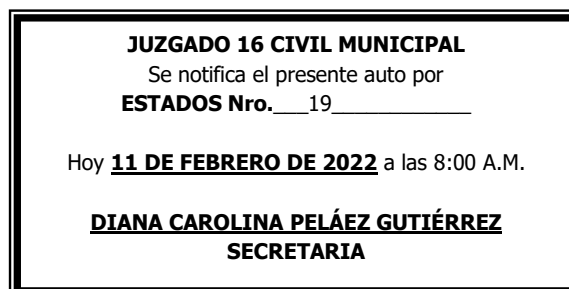 JUZGADO 16 CIVIL MUNICIPAL
Se notifica el presente auto por
ESTADOS Nro.___19____________
Hoy 11 DE FEBRERO DE 2022 a las 8:00 A.M.
DIANA CAROLINA PELÁEZ GUTIÉRREZ
SECRETARIA